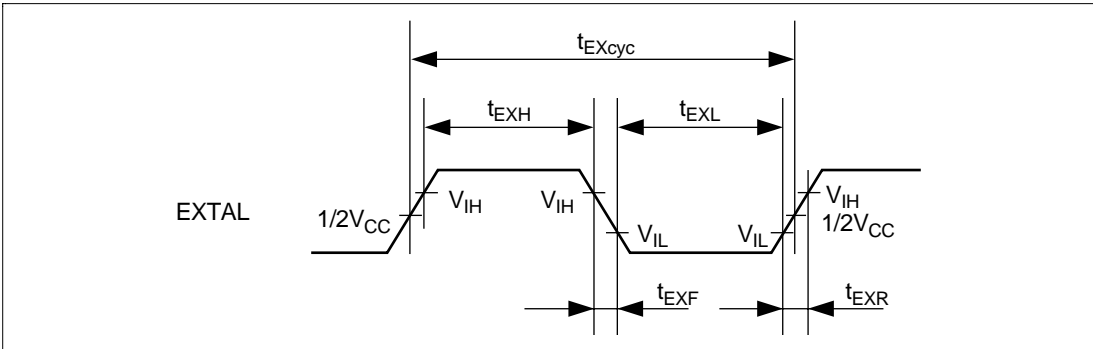 tEXcyc
tEXH
tEXL
EXTAL
1/2VCC
VIH
VIH
VIL
VIL
VIH
1/2VCC
tEXF
tEXR